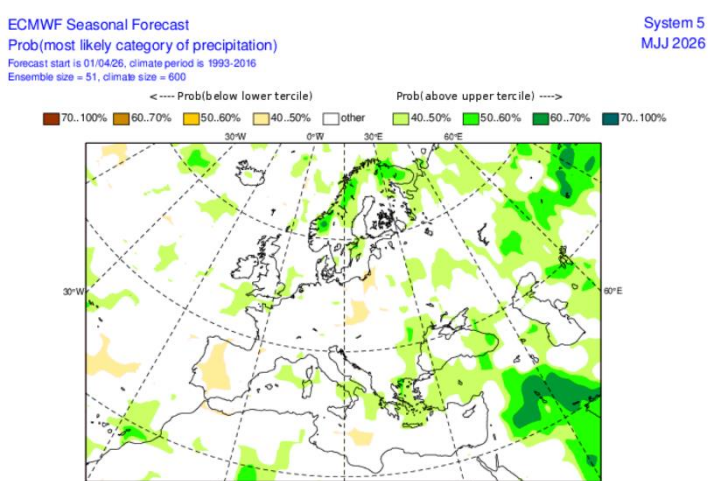 ECMWF Seasonal Forecast
System 5
Prob(most likely category of precipitation)
MJJ 2026
Forecast start is 01/04/26, climate period is 1993-2016
Ensemble size = 51, climate size = 600
<---- Prob(below lower tercile)
Prob(above upper tercile) ---->
70..100% 60..70% 50..60% 40..50% other 40..50% 50..60% 60..70% 70..100%
30°W 0°W 30°E 60°E
30°W 60°E